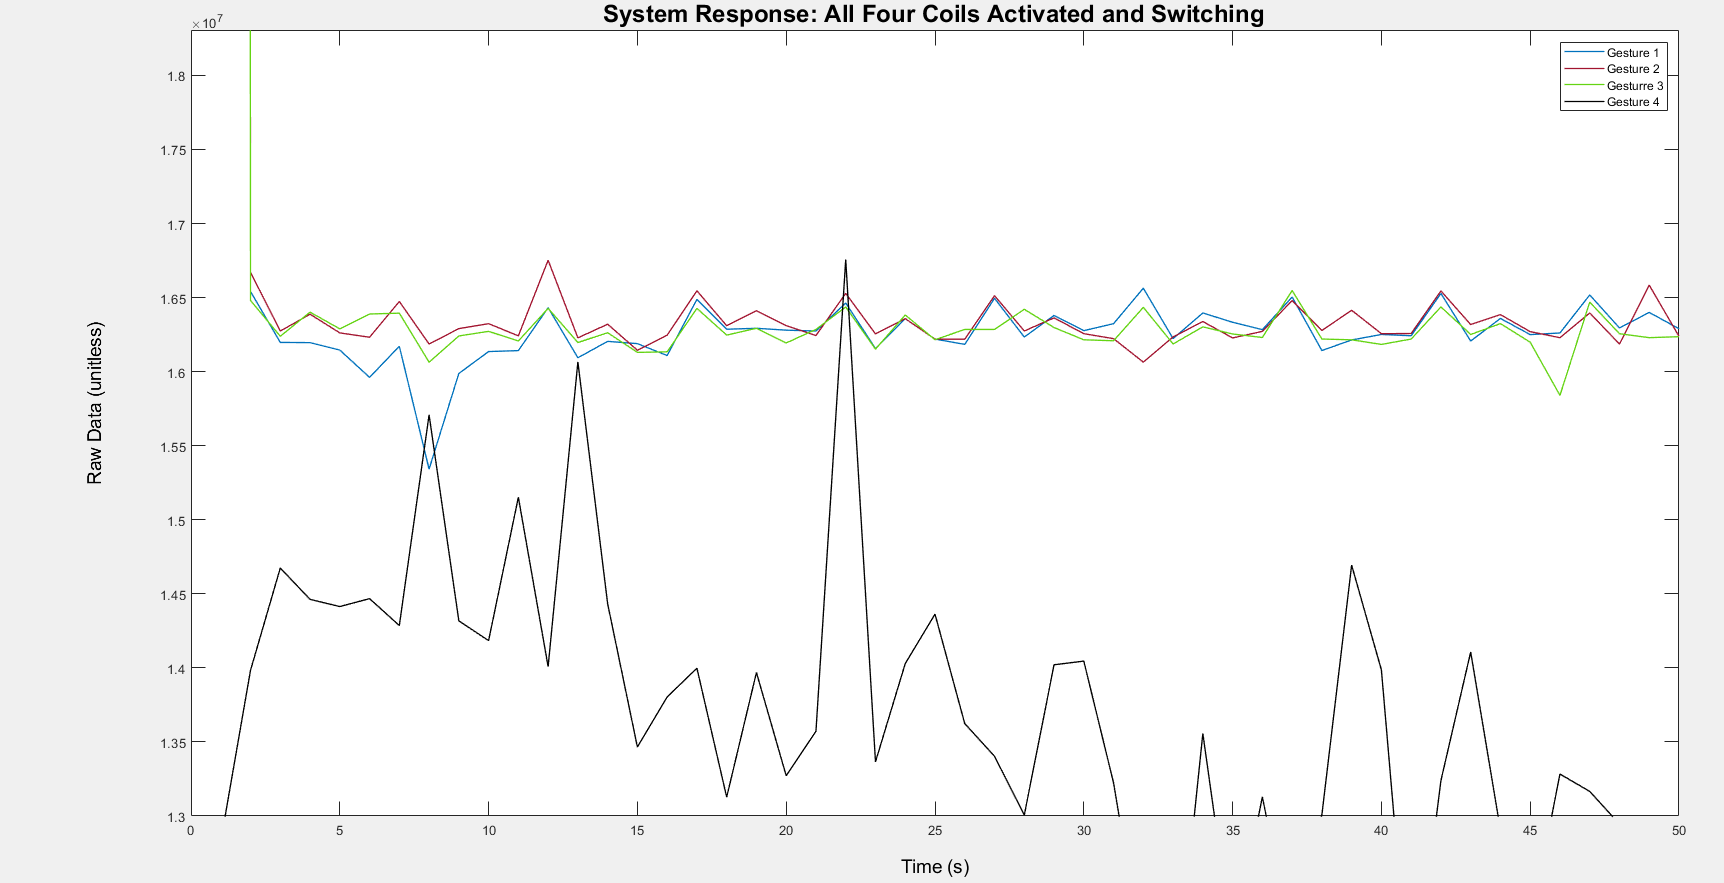 System Response: All Four Coils Activated and Switching
×10⁷
1.8
1.75
1.7
1.65
1.6
1.55
1.5
1.45
1.4
1.35
1.3
Raw Data (unitless)
Gesture 1
Gesture 2
Gesturre 3
Gesture 4
0 5 10 15 20 25 30 35 40 45 50
Time (s)